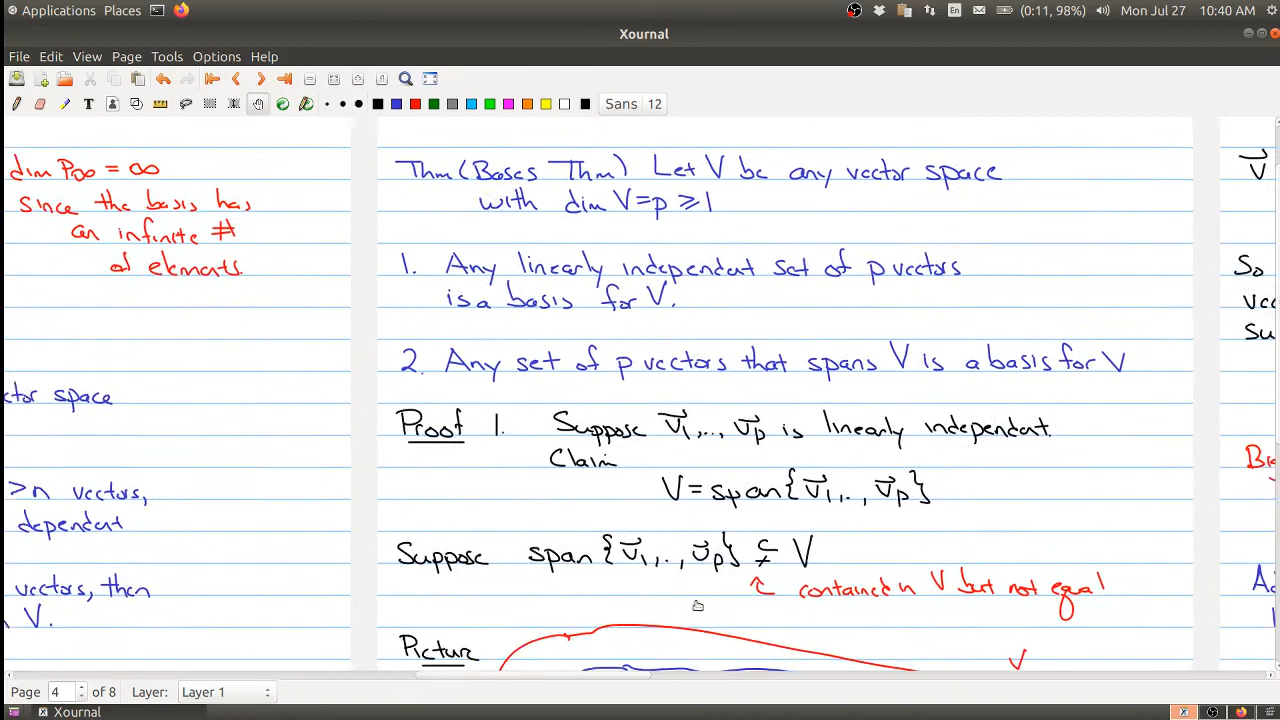 Applications Places En (0:11, 98%) Mon Jul 27 10:40 AM
Xournal
File Edit View Page Tools Options Help
Sans 12
dim P∞ = ∞
since the basis has
an infinite #
of elements.
ctor space
>n vectors,
dependent
vectors, then
V.
Thm (Bases Thm) Let V be any vector space
with dim V = p ⩾ 1
1. Any linearly independent set of p vectors
is a basis for V.
2. Any set of p vectors that spans V is a basis for V
Proof 1. Suppose v⃗1,..., v⃗p is linearly independent.
Claim
V = span{v⃗1,.., v⃗p}
Suppose span{v⃗1,.., v⃗p} ⊊ V
contained in V but not equal
Pictur
V
v⃗
So
vec
Su
Page 4 of 8 Layer: Layer 1
Xournal